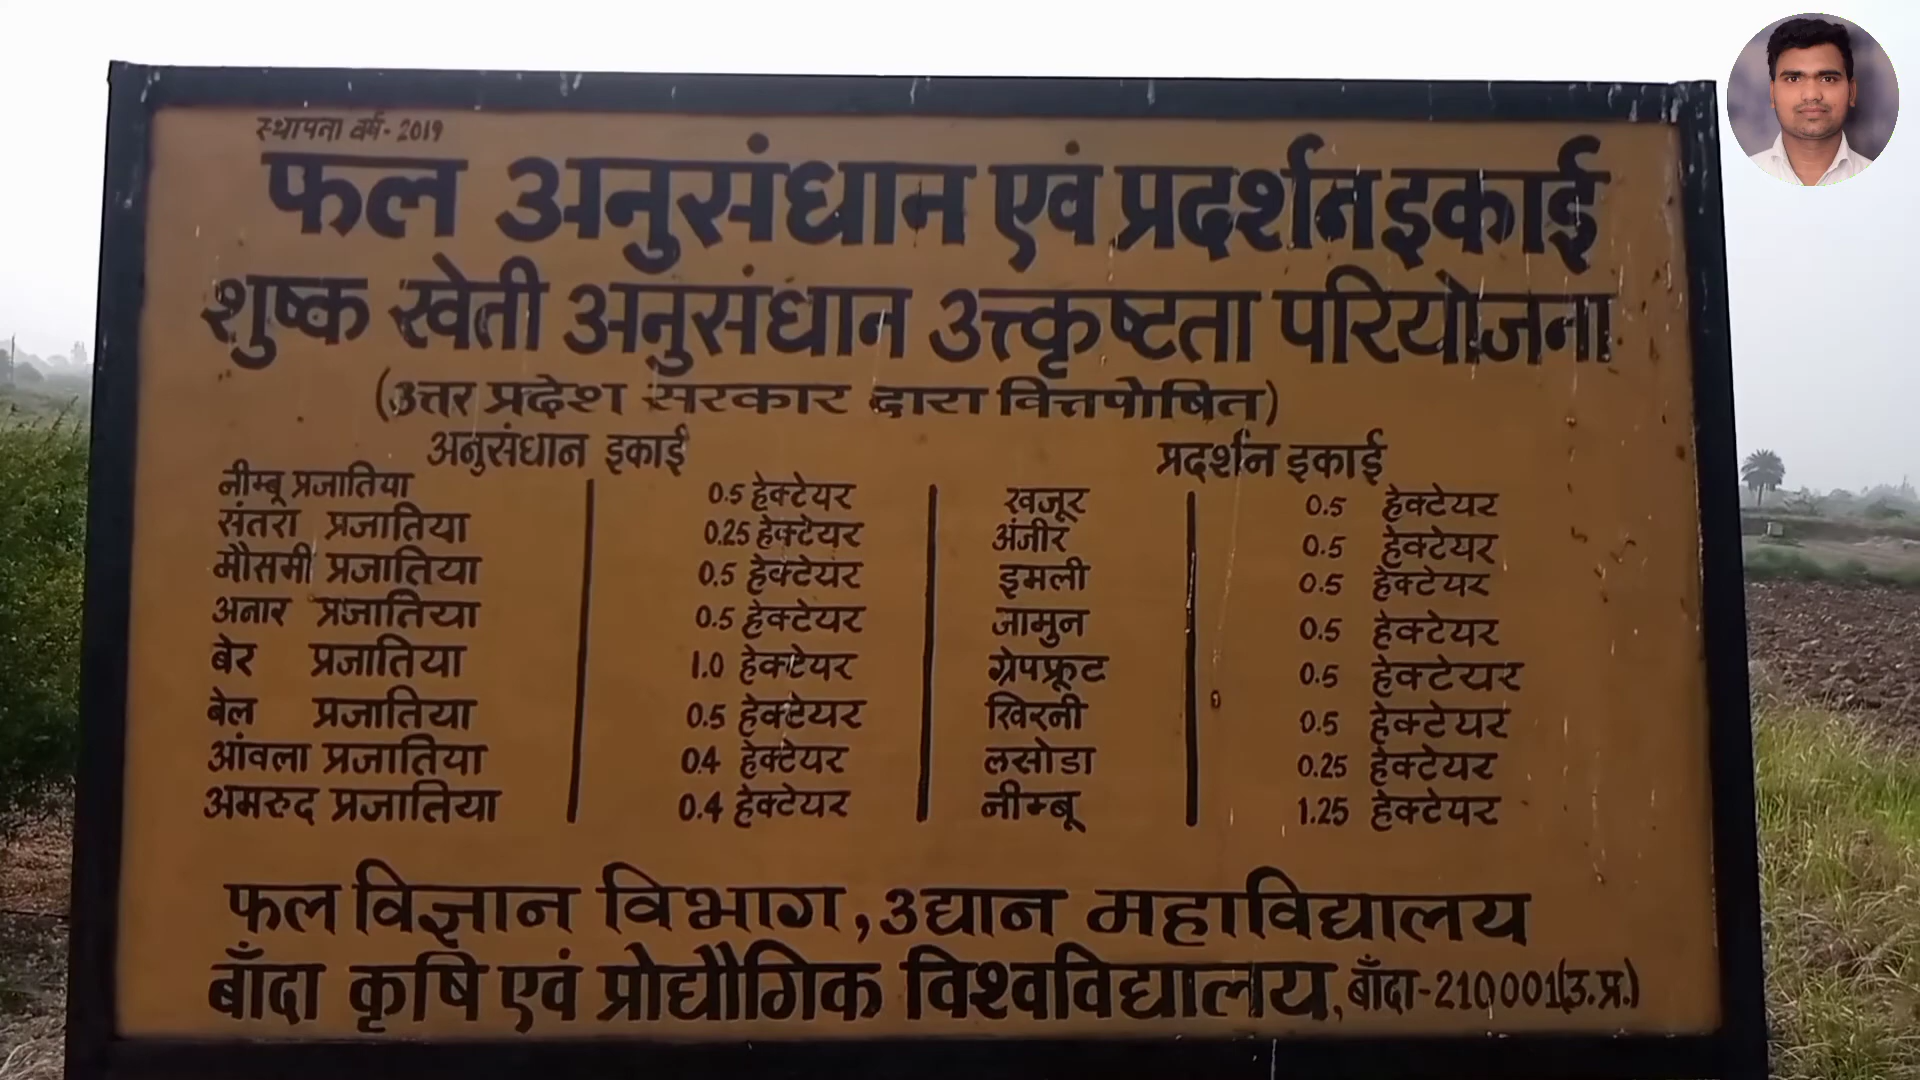 स्थापना वर्ष- 2019
फल अनुसंधान एवं प्रदर्शन इकाई
शुष्क खेती अनुसंधान उत्त्कृष्टता परियोजना
(उत्तर प्रदेश सरकार द्वारा वित्तपोषित)
अनुसंधान इकाई प्रदर्शन इकाई
नीम्बू प्रजातिया 0.5 हेक्टेयर खजूर 0.5 हेक्टेयर
संतरा प्रजातिया 0.25 हेक्टेयर अंजीर 0.5 हेक्टेयर
मौसमी प्रजातिया 0.5 हेक्टेयर इमली 0.5 हेक्टेयर
अनार प्रजातिया 0.5 हेक्टेयर जामुन 0.5 हेक्टेयर
बेर प्रजातिया 1.0 हेक्टेयर ग्रेपफ्रूट 0.5 हेक्टेयर
बेल प्रजातिया 0.5 हेक्टेयर खिरनी 0.5 हेक्टेयर
आंवला प्रजातिया 0.4 हेक्टेयर लसोडा 0.25 हेक्टेयर
अमरुद प्रजातिया 0.4 हेक्टेयर नीम्बू 1.25 हेक्टेयर
फल विज्ञान विभाग, उद्यान महाविद्यालय
बाँदा कृषि एवं प्रोद्यौगिक विश्वविद्यालय, बाँदा-210001(उ.प्र.)